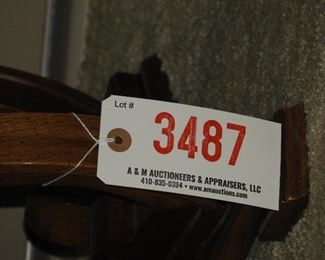 Lot #
3487
A & M AUCTIONEERS & APPRAISERS, LLC
410-835-0384 • www.amauctions.com